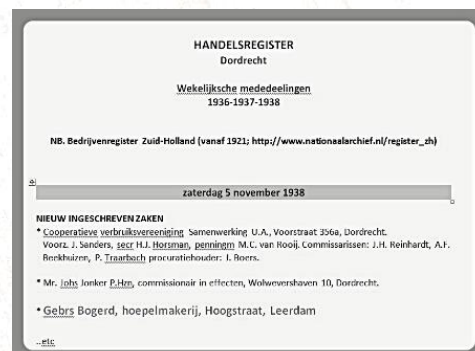 HANDELSREGISTER
Dordrecht
Wekelijksche mededeelingen
1936-1937-1938
NB. Bedrijvenregister Zuid-Holland (vanaf 1921; http://www.nationaalarchief.nl/register_zh)
zaterdag 5 november 1938
NIEUW INGESCHREVEN ZAKEN
* Cooperatieve verbruiksvereeniging Samenwerking U.A., Voorstraat 356a, Dordrecht.
Voorz. J. Sanders, secr H.J. Horsman, penningm M.C. van Rooij. Commissarissen: J.H. Reinhardt, A.F.
Beekhuizen, P. Traarbach procuratiehouder: I. Boers.
* Mr. Johs Jonker P.Hzn, commissionair in effecten, Wolwevershaven 10, Dordrecht.
* Gebrs Bogerd, hoepelmakerij, Hoogstraat, Leerdam
..etc